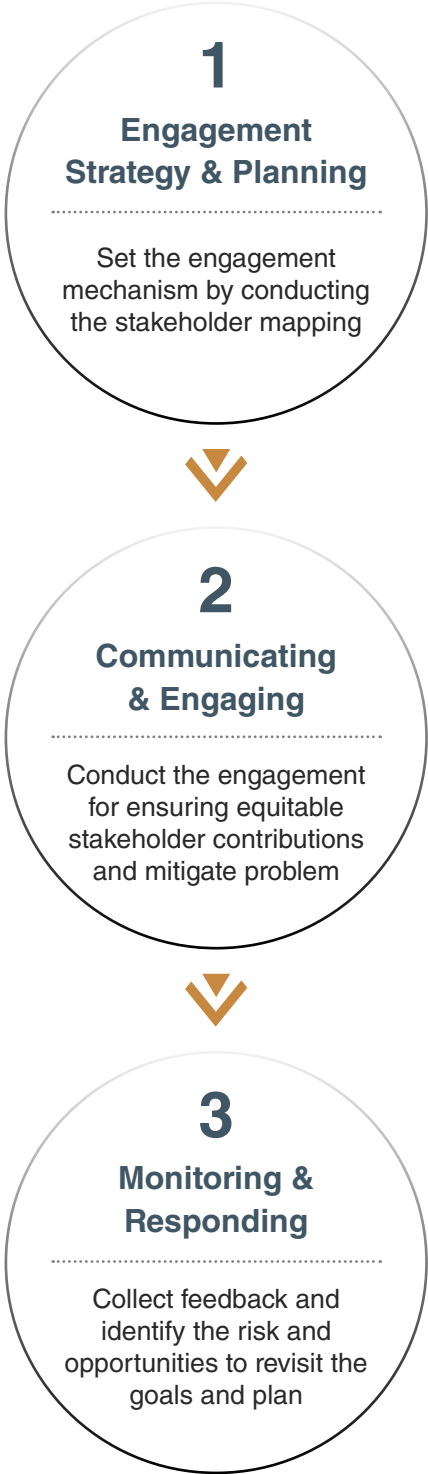 1
Engagement
Strategy & Planning
Set the engagement
mechanism by conducting
the stakeholder mapping
2
Communicating
& Engaging
Conduct the engagement
for ensuring equitable
stakeholder contributions
and mitigate problem
3
Monitoring &
Responding
Collect feedback and
identify the risk and
opportunities to revisit the
goals and plan